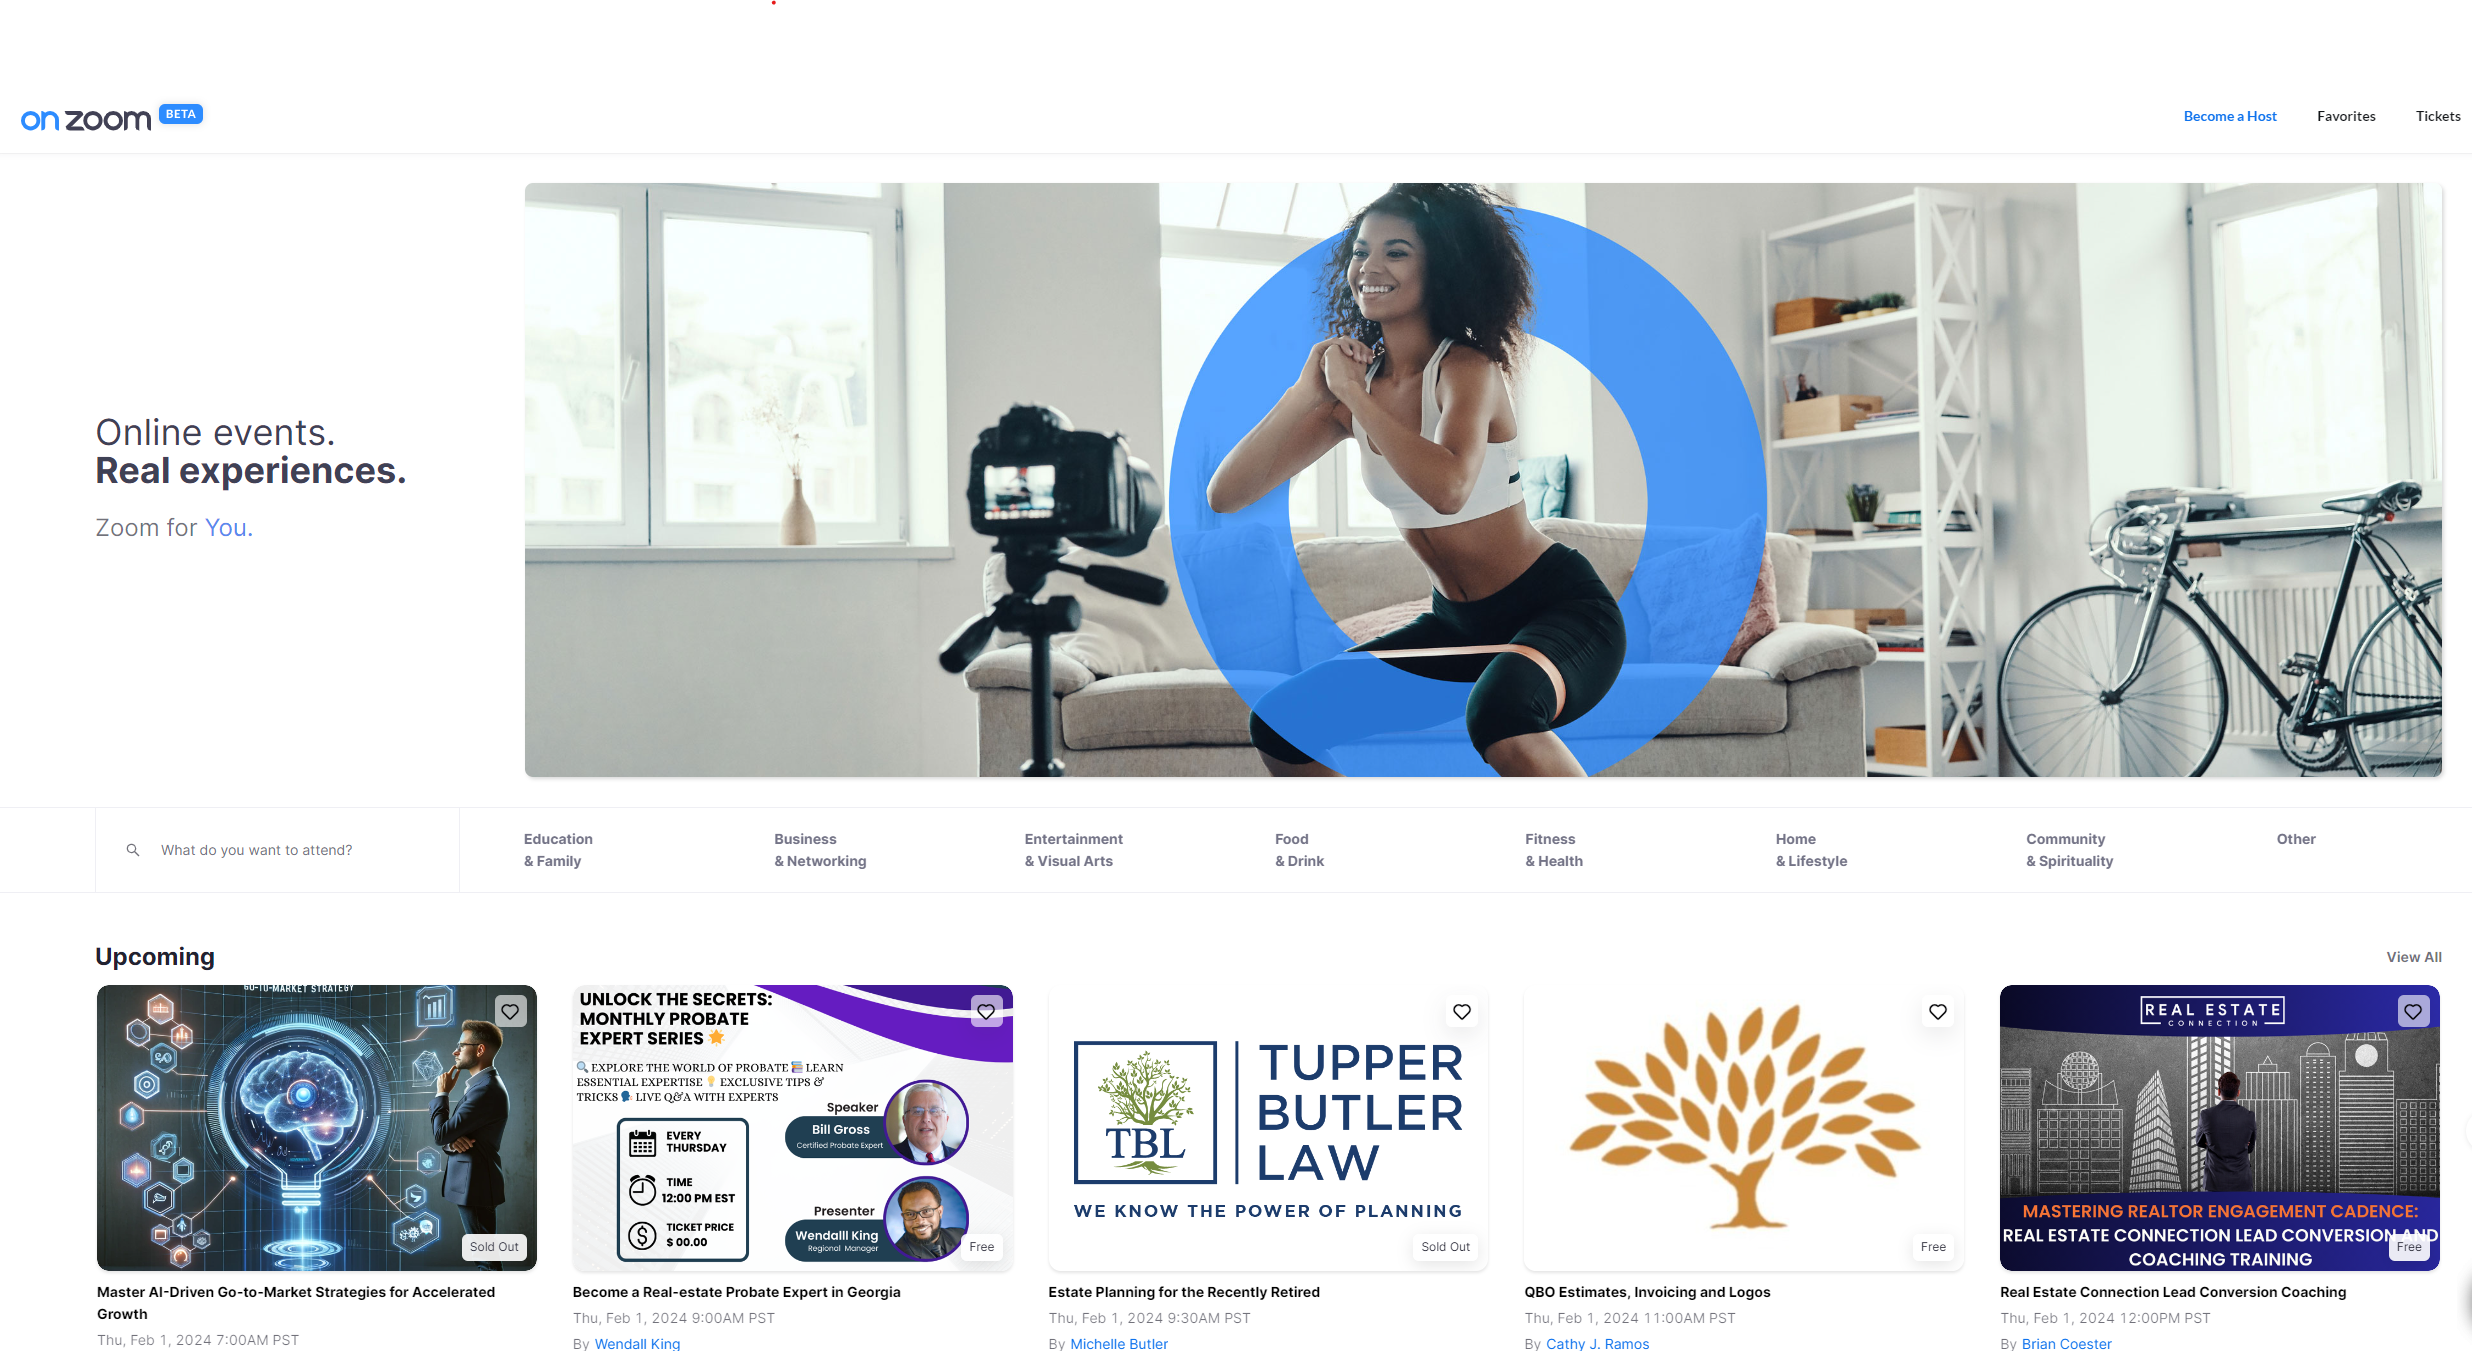 on zoom BETA
Become a Host
Favorites
Tickets
Online events.
Real experiences.
Zoom for You.
What do you want to attend?
Education
& Family
Business
& Networking
Entertainment
& Visual Arts
Food
& Drink
Fitness
& Health
Home
& Lifestyle
Community
& Spirituality
Other
Upcoming
View All
GO-TO-MARKET STRATEGY
Sold Out
Master AI-Driven Go-to-Market Strategies for Accelerated
Growth
Thu, Feb 1, 2024 7:00AM PST
UNLOCK THE SECRETS:
MONTHLY PROBATE
EXPERT SERIES 🌟
🔍 EXPLORE THE WORLD OF PROBATE 📚 LEARN
ESSENTIAL EXPERTISE 💡 EXCLUSIVE TIPS &
TRICKS 🗣 LIVE Q&A WITH EXPERTS
EVERY
THURSDAY
TIME
12:00 PM EST
TICKET PRICE
$ 00.00
Speaker
Bill Gross
Certified Probate Expert
Presenter
Wendalll King
Regional Manager
Free
Become a Real-estate Probate Expert in Georgia
Thu, Feb 1, 2024 9:00AM PST
By Wendall King
TBL
TUPPER
BUTLER
LAW
WE KNOW THE POWER OF PLANNING
Sold Out
Estate Planning for the Recently Retired
Thu, Feb 1, 2024 9:30AM PST
By Michelle Butler
Free
QBO Estimates, Invoicing and Logos
Thu, Feb 1, 2024 11:00AM PST
By Cathy J. Ramos
REAL ESTATE
CONNECTION
MASTERING REALTOR ENGAGEMENT CADENCE:
REAL ESTATE CONNECTION LEAD CONVERSION AND
COACHING TRAINING
Free
Real Estate Connection Lead Conversion Coaching
Thu, Feb 1, 2024 12:00PM PST
By Brian Coester